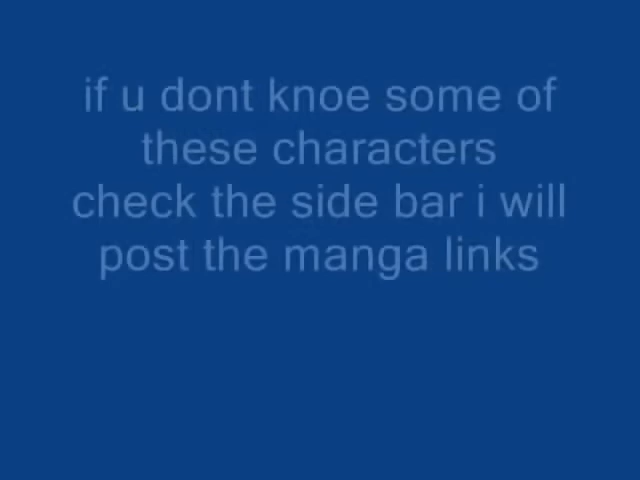 if u dont knoe some of
these characters
check the side bar i will
post the manga links